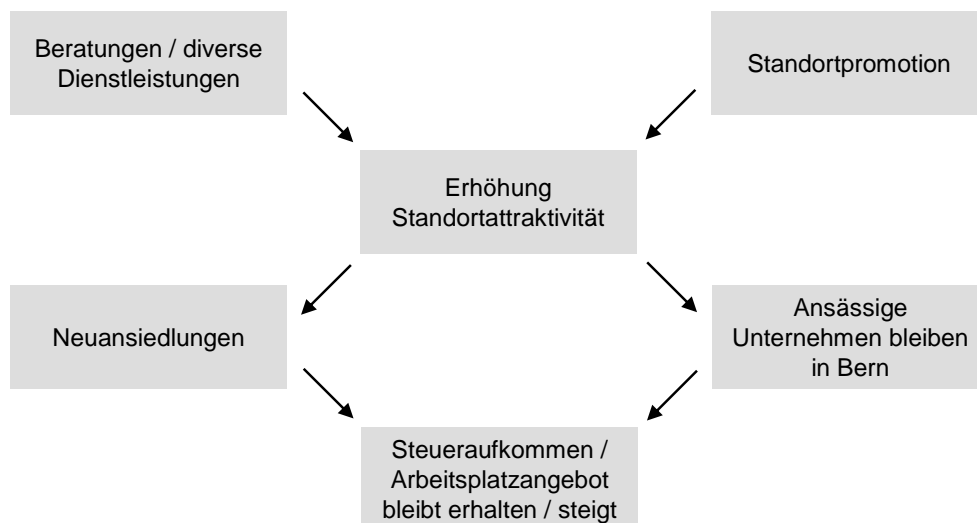 Beratungen / diverse
Dienstleistungen
Standortpromotion
Erhöhung
Standortattraktivität
Neuansiedlungen
Ansässige
Unternehmen bleiben
in Bern
Steueraufkommen /
Arbeitsplatzangebot
bleibt erhalten / steigt